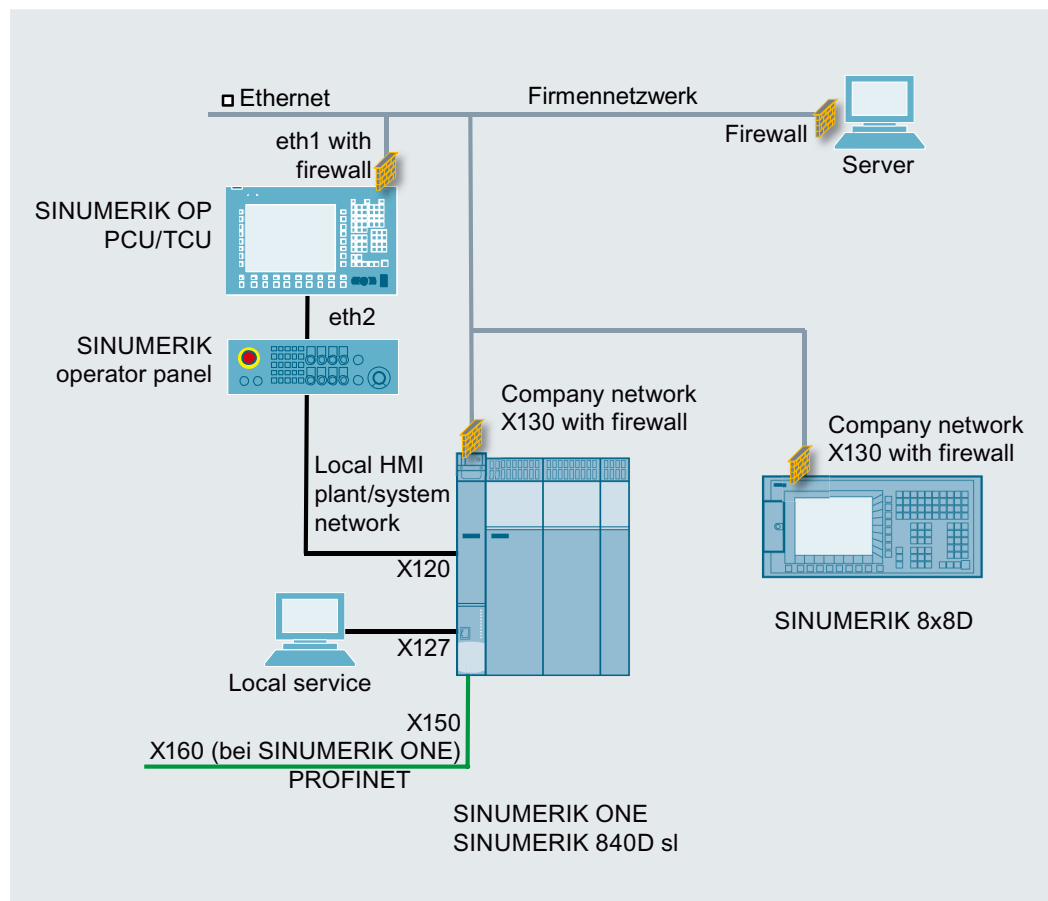 Ethernet
Firmennetzwerk
Firewall
Server
eth1 with
firewall
SINUMERIK OP
PCU/TCU
eth2
SINUMERIK
operator panel
Company network
X130 with firewall
Company network
X130 with firewall
Local HMI
plant/system
network
X120
SINUMERIK 8x8D
X127
Local service
X150
X160 (bei SINUMERIK ONE)
PROFINET
SINUMERIK ONE
SINUMERIK 840D sl